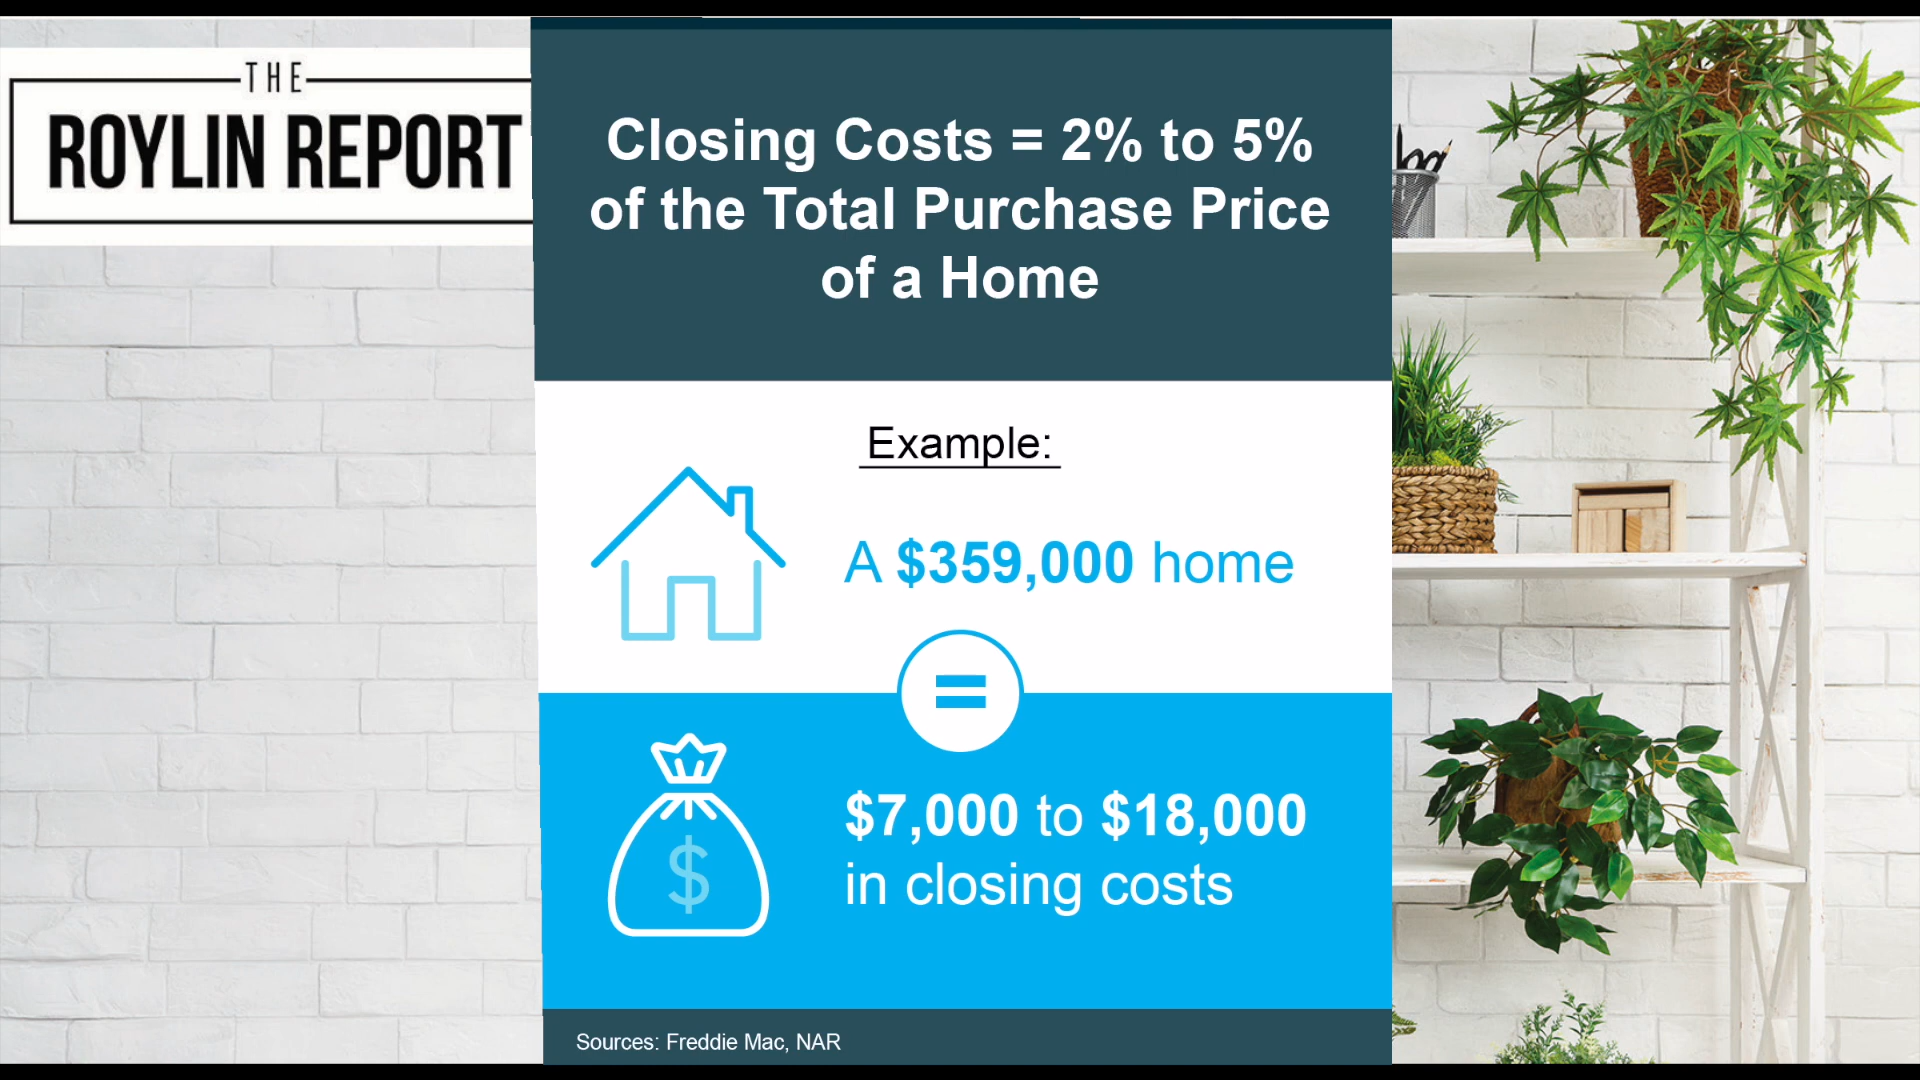 THE
ROYLIN REPORT
Closing Costs = 2% to 5%
of the Total Purchase Price
of a Home
Example:
A $359,000 home
=
$
$7,000 to $18,000
in closing costs
Sources: Freddie Mac, NAR